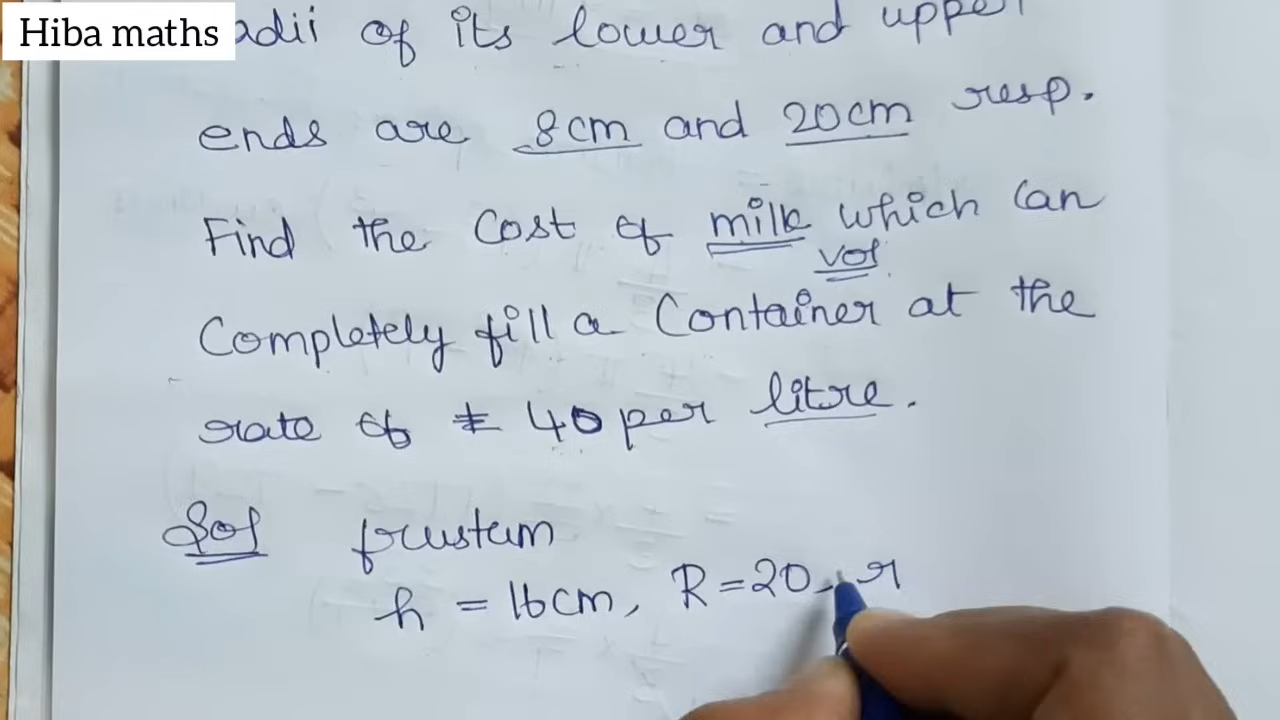 Hiba maths
adii of its lower and upper
ends are 8cm and 20cm resp.
Find the Cost of milk which Can
vol.
Completely fill a Container at the
rate of ₹ 40 per litre.
Sol frustum
h = 16cm, R = 20, r